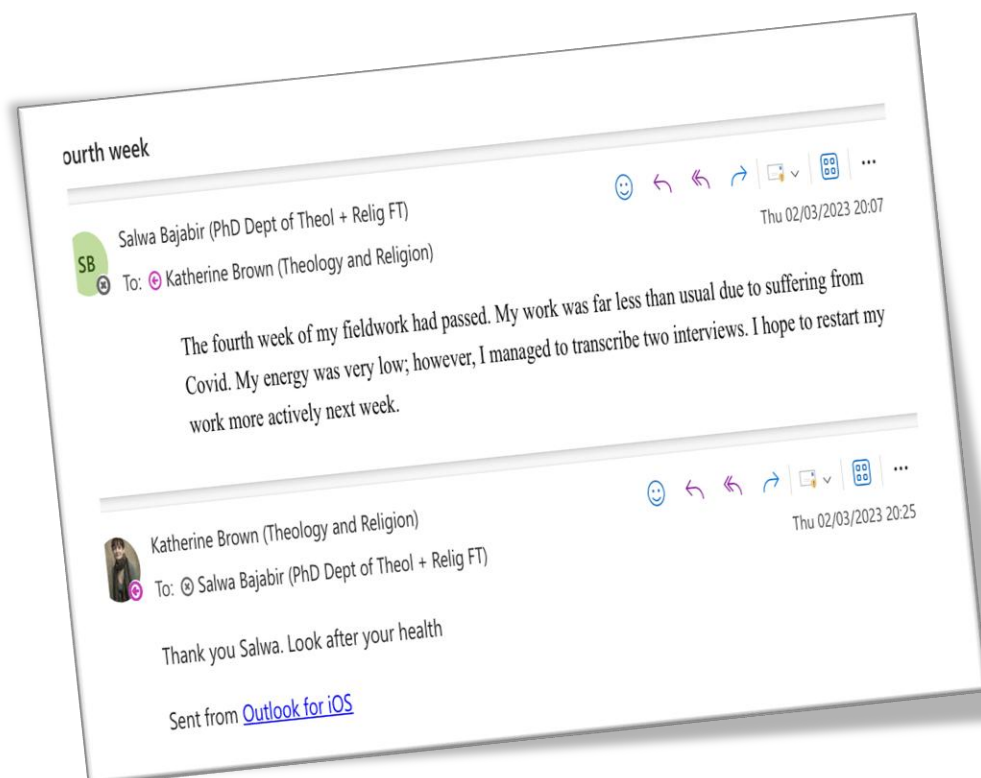 ourth week
SB
Salwa Bajabir (PhD Dept of Theol + Relig FT)
To: Katherine Brown (Theology and Religion)
Thu 02/03/2023 20:07
The fourth week of my fieldwork had passed. My work was far less than usual due to suffering from
Covid. My energy was very low; however, I managed to transcribe two interviews. I hope to restart my
work more actively next week.
Katherine Brown (Theology and Religion)
To: Salwa Bajabir (PhD Dept of Theol + Relig FT)
Thu 02/03/2023 20:25
Thank you Salwa. Look after your health
Sent from Outlook for iOS